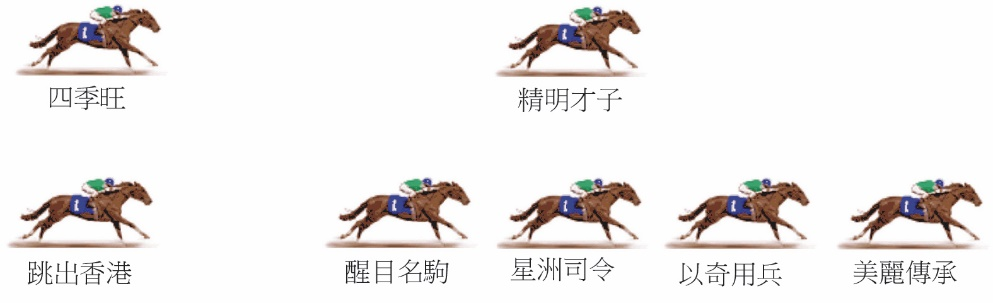 四季旺
精明才子
跳出香港
醒目名駒
星洲司令
以奇用兵
美麗傳承